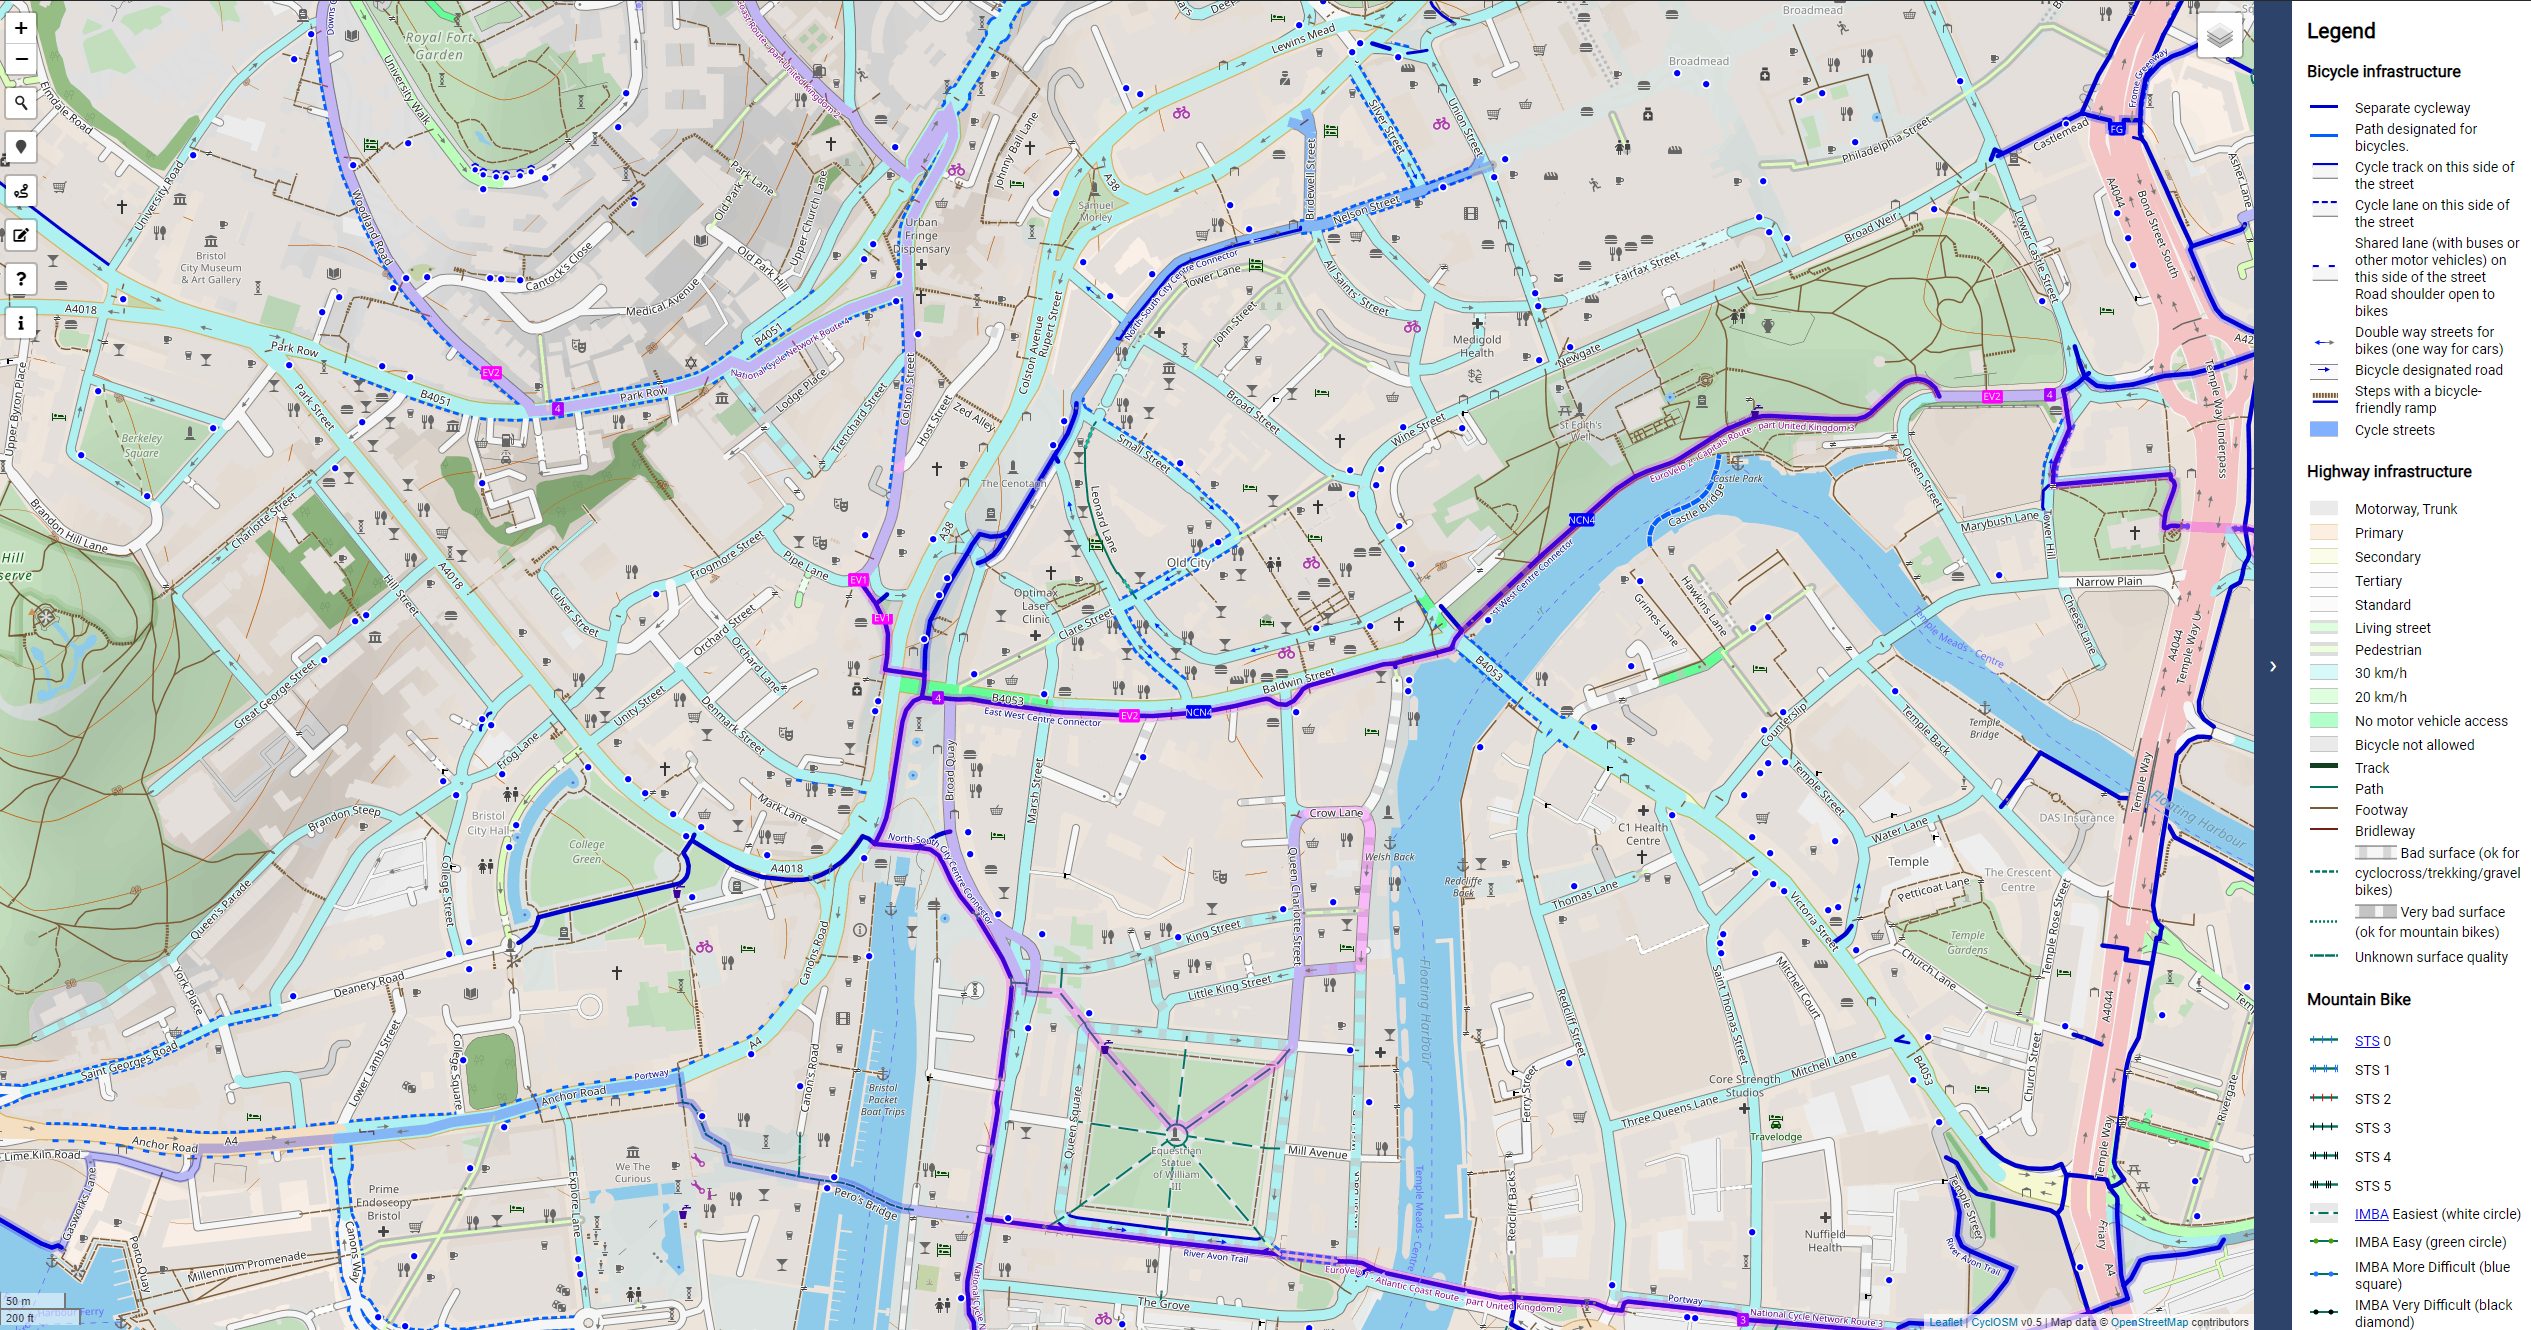 +
−
?
i
Royal Fort
Garden
Elmdale Road
University Walk
University Road
Woodland Road
Bristol
City Museum
& Art Gallery
A4018
Park Row
Park Street
B4051
EV2
4
Park Row
National Cycle Network Route 4
B4051
Cantock's Close
Medical Avenue
Old Park Hill
Old Park
Park Lane
Upper Church Lane
Urban
Fringe
Dispensary
Johnny Ball Lane
Lewins Mead
A38
Samuel
Morley
Broadmead
Broadmead
Silver Street
Union Street
Bridewell Street
Nelson Street
Philadelphia Street
Castlemead
FG
Frome Greenway
A4044
Bond Street South
Lower Castle Street
Broad Weir
Fairfax Street
Newgate
All Saints' Street
Tower Lane
John Street
North-South City Centre Connector
Rupert Street
Colston Avenue
Colston Street
Lodge Place
Trenchard Street
Host Street
Zed Alley
Broad Street
Wine Street
Medigold
Health
St Edith's
Well
Upper Byron Place
Berkeley
Square
Brandon Hill Lane
Charlotte Street
Hill Street
A4018
Frogmore Street
Pipe Lane
Culver Street
Orchard Street
Orchard Lane
Great George Street
Unity Street
Denmark Street
Frog Lane
Mark Lane
The Cenotaph
A38
Small Street
Leonard Lane
Old City
Optimax
Laser
Clinic
Clare Street
EV1
EV1
4
B4053
East West Centre Connector
EV2
NCN4
Baldwin Street
East West Centre Connector
NCN4
EuroVelo 2 - Capitals Route - part United Kingdom 3
EV2
4
Castle Park
Castle Bridge
Queen Street
Marybush Lane
Tower Hill
Narrow Plain
Cheese Lane
Temple Way Underpass
Temple Meads - Centre
Grimes Lane
Hawkins Lane
B4053
Counterslip
Temple Back
Temple
Bridge
Temple Street
Water Lane
DAS Insurance
Temple Way
A4044
Floating Harbour
Brandon Steep
Bristol
City Hall
College
Green
College Street
Queen's Parade
York Place
Deanery Road
A4018
Canons Road
Broad Quay
Marsh Street
North-South City Centre Connector
Crow Lane
Welsh Back
Queen Charlotte Street
King Street
Little King Street
Redcliffe
Back
C1 Health
Centre
Thomas Lane
Redcliff Street
Saint Thomas Street
Victoria Street
Mitchell Court
Mitchell Lane
Temple
Petticoat Lane
Temple
Gardens
The Crescent
Centre
Church Lane
Temple Rose Street
A4044
Saint Georges Road
Lower Lamb Street
College Square
Anchor Road
Anchor Road
A4
Portway
A4
Lime Kiln Road
Gasworks Lane
Porto Quay
Millennium Promenade
Canons Way
Prime
Endoscopy
Bristol
We The
Curious
Explore Lane
Canon's Road
Bristol
Packet
Boat Trips
Pero's Bridge
Queen Square
Equestrian
Statue
of William
III
Mill Avenue
Floating Harbour
River Avon Trail
EuroVelo 1 - Atlantic Coast Route - part United Kingdom 2
The Grove
Temple Meads - Centre
Ferry Street
Redcliff Backs
Three Queens Lane
Core Strength
Studios
Travelodge
Nuffield
Health
B4053
Church Street
Temple Street
River Avon Trail
Temple Way
Friary
A4
Rivergate
Portway
National Cycle Network Route 3
3
50 m
200 ft
Leaflet | CyclOSM v0.5 | Map data © OpenStreetMap contributors
Legend
Bicycle infrastructure
Separate cycleway
Path designated for
bicycles.
Cycle track on this side of
the street
Cycle lane on this side of
the street
Shared lane (with buses or
other motor vehicles) on
this side of the street
Road shoulder open to
bikes
Double way streets for
bikes (one way for cars)
Bicycle designated road
Steps with a bicycle-
friendly ramp
Cycle streets
Highway infrastructure
Motorway, Trunk
Primary
Secondary
Tertiary
Standard
Living street
Pedestrian
30 km/h
20 km/h
No motor vehicle access
Bicycle not allowed
Track
Path
Footway
Bridleway
Bad surface (ok for
cyclocross/trekking/gravel
bikes)
Very bad surface
(ok for mountain bikes)
Unknown surface quality
Mountain Bike
STS 0
STS 1
STS 2
STS 3
STS 4
STS 5
IMBA Easiest (white circle)
IMBA Easy (green circle)
IMBA More Difficult (blue
square)
IMBA Very Difficult (black
diamond)